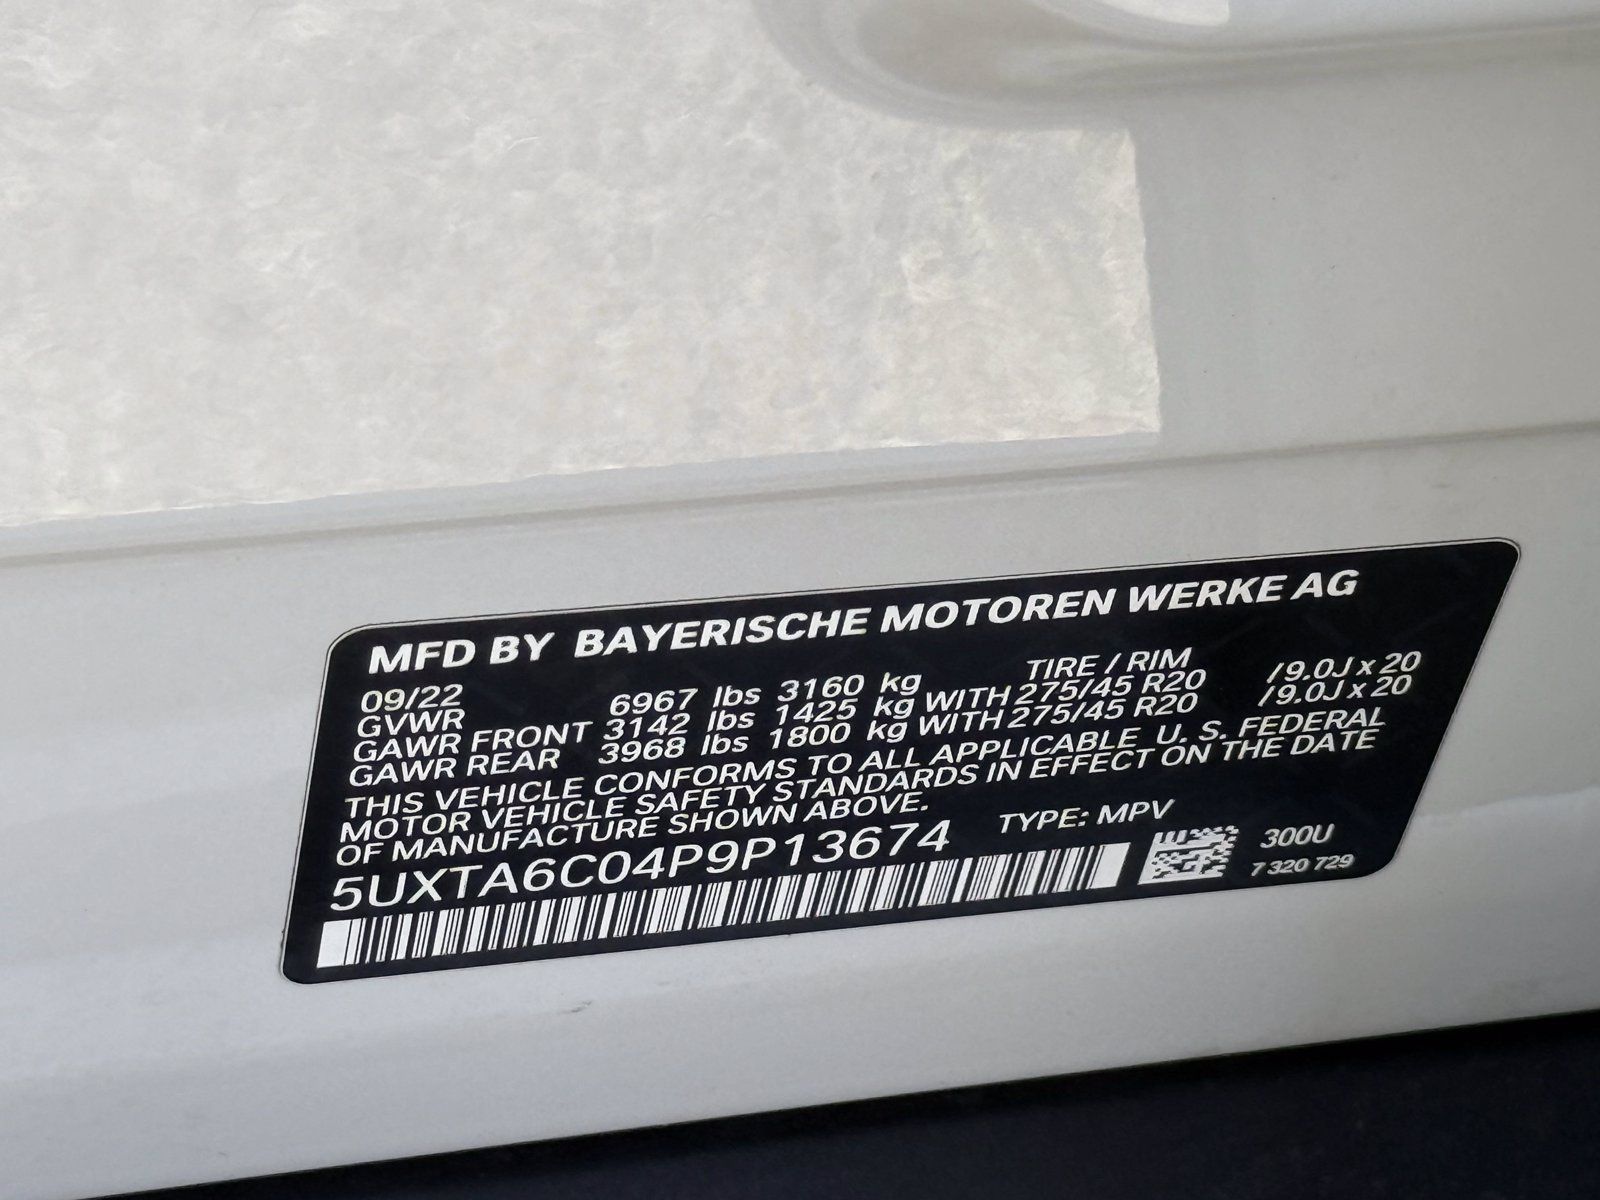 MFD BY BAYERISCHE MOTOREN WERKE AG
09/22 TIRE / RIM
GVWR 6967 lbs 3160 kg
GAWR FRONT 3142 lbs 1425 kg WITH 275/45 R20 /9.0J x 20
GAWR REAR 3968 lbs 1800 kg WITH 275/45 R20 /9.0J x 20
THIS VEHICLE CONFORMS TO ALL APPLICABLE U. S. FEDERAL
MOTOR VEHICLE SAFETY STANDARDS IN EFFECT ON THE DATE
OF MANUFACTURE SHOWN ABOVE.
5UXTA6C04P9P13674 TYPE: MPV
300U
7 320 729